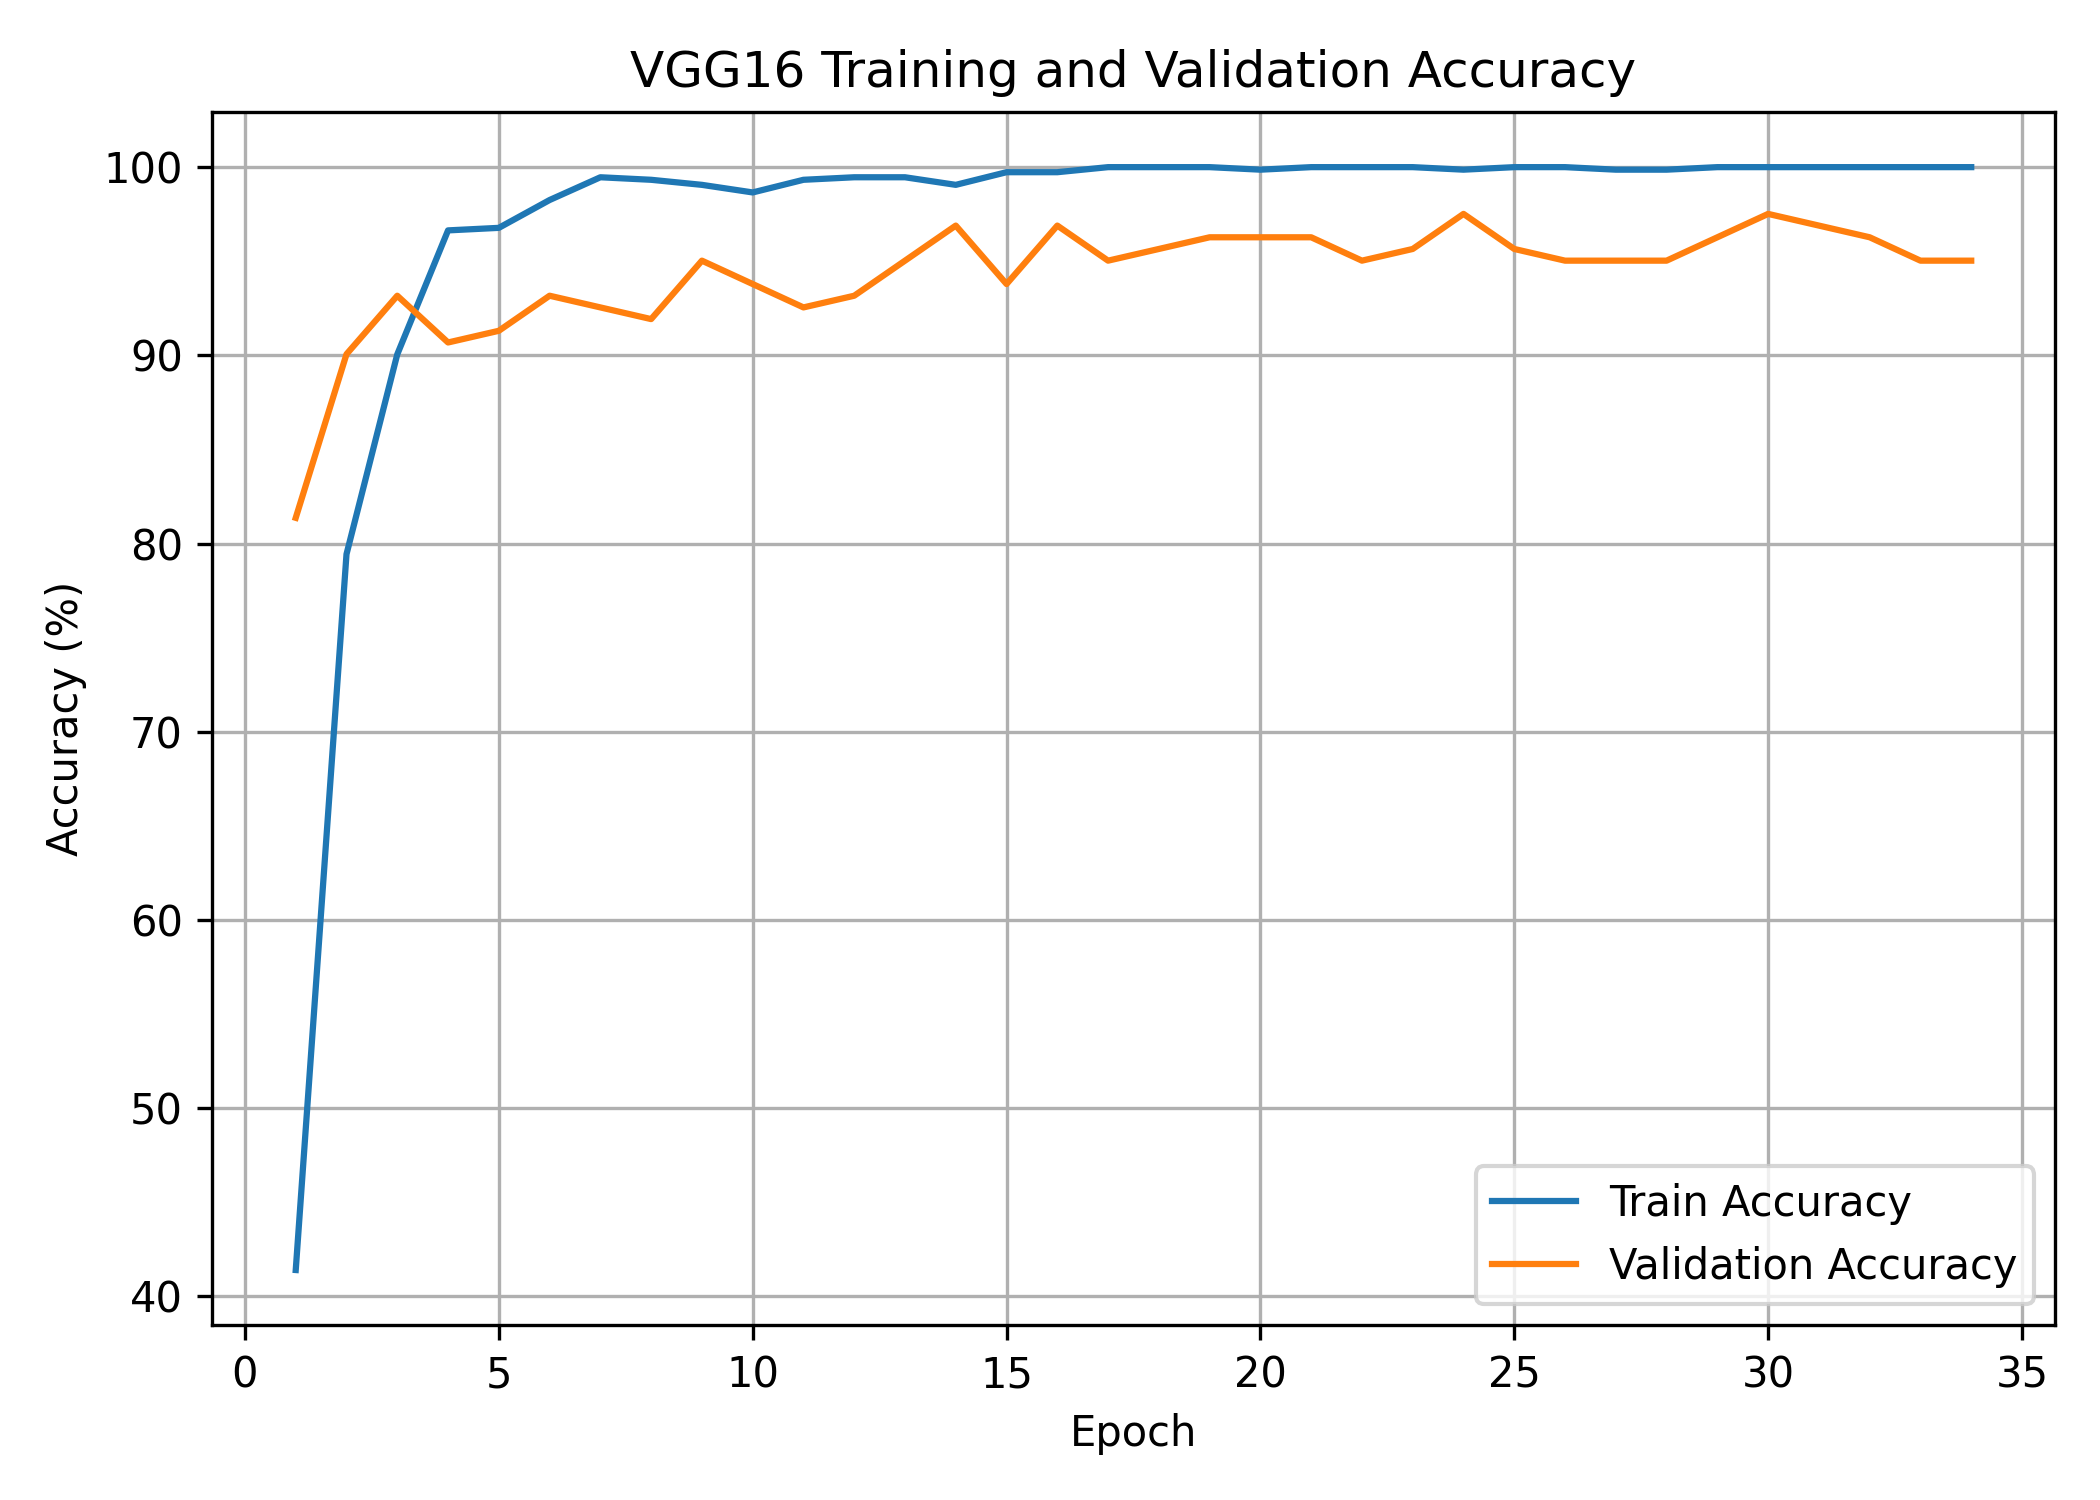 VGG16 Training and Validation Accuracy
100
90
80
70
60
50
40
Accuracy (%)
Train Accuracy
Validation Accuracy
0 5 10 15 20 25 30 35
Epoch